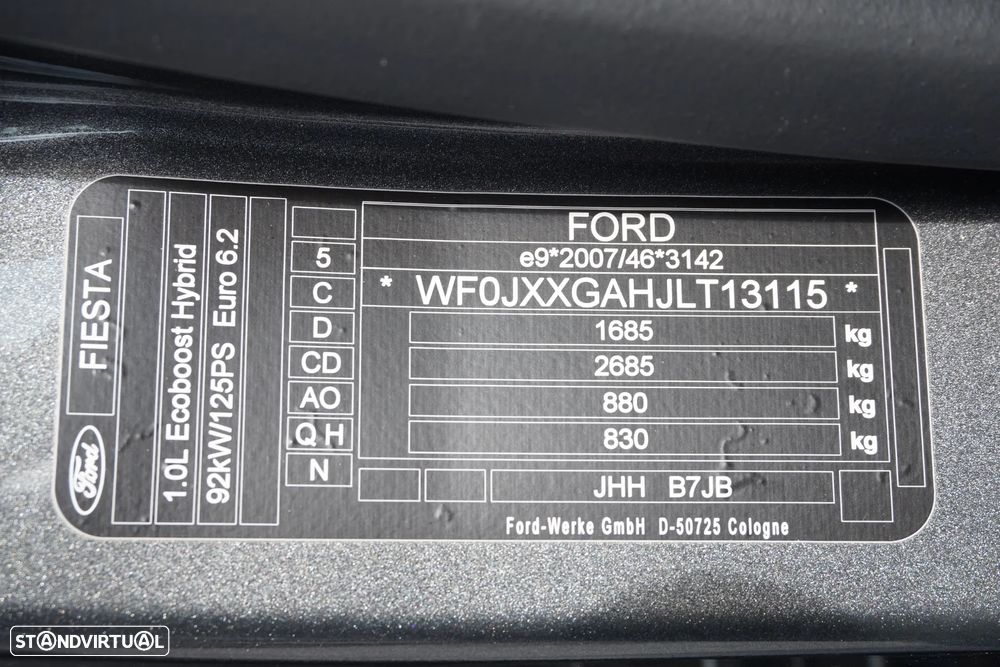 FIESTA
Ford
1.0L Ecoboost Hybrid
92kW/125PS Euro 6.2
5
C
D
CD
AO
Q H
N
FORD
e9*2007/46*3142
* WF0JXXGAHJLT13115 *
1685 kg
2685 kg
880 kg
830 kg
JHH B7JB
Ford-Werke GmbH D-50725 Cologne
STANDVIRTUAL